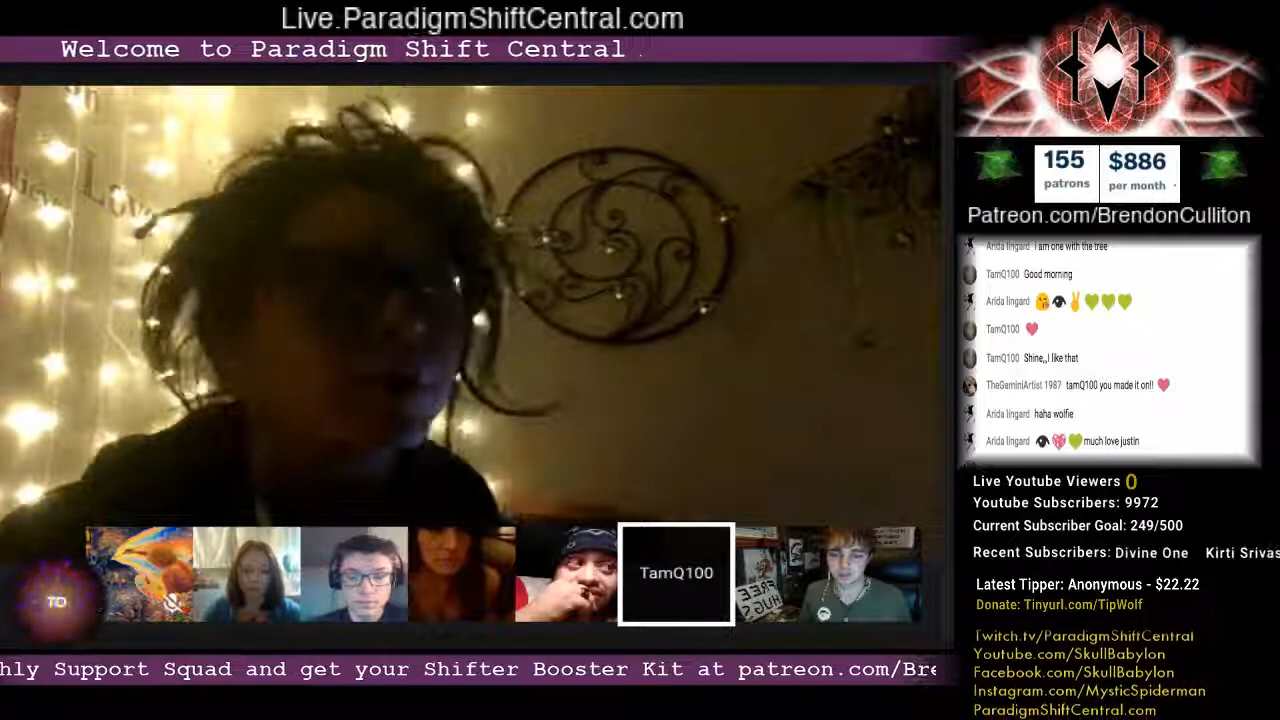 Live.ParadigmShiftCentral.com
Welcome to Paradigm Shift Central .
Love
TO
TamQ100
FREE
HUGS
hly Support Squad and get your Shifter Booster Kit at patreon.com/Bre
155
patrons
$886
per month
Patreon.com/BrendonCulliton
Arida lingard i am one with the tree
TamQ100 Good morning
Arida lingard 😘👁✌💚💚💚
TamQ100 ❤
TamQ100 Shine,,I like that
TheGeminiArtist 1987 tamQ100 you made it on!! ❤
Arida lingard haha wolfie
Arida lingard 👁💖💚 much love justin
Live Youtube Viewers 0
Youtube Subscribers: 9972
Current Subscriber Goal: 249/500
Recent Subscribers: Divine One Kirti Srivas
Latest Tipper: Anonymous - $22.22
Donate: Tinyurl.com/TipWolf
Twitch.tv/ParadigmShiftCentral
Youtube.com/SkullBabylon
Facebook.com/SkullBabylon
Instagram.com/MysticSpiderman
ParadigmShiftCentral.com